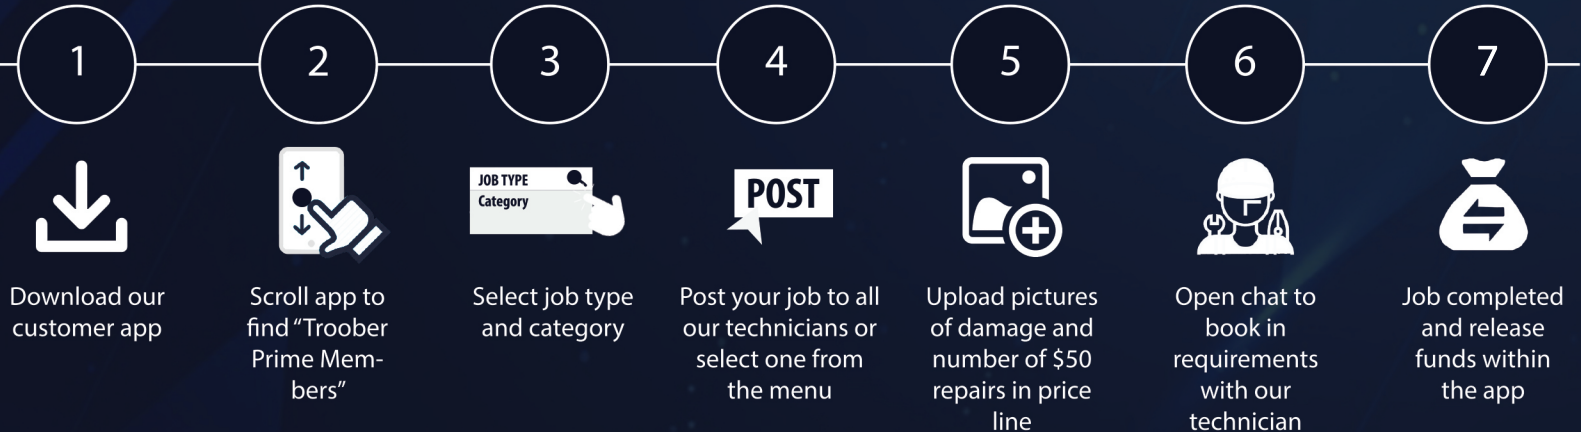 1
2
3
4
5
6
7
JOB TYPE
Category
POST
Download our
customer app
Scroll app to
find “Troober
Prime Mem-
bers”
Select job type
and category
Post your job to all
our technicians or
select one from
the menu
Upload pictures
of damage and
number of $50
repairs in price
line
Open chat to
book in
requirements
with our
technician
Job completed
and release
funds within
the app